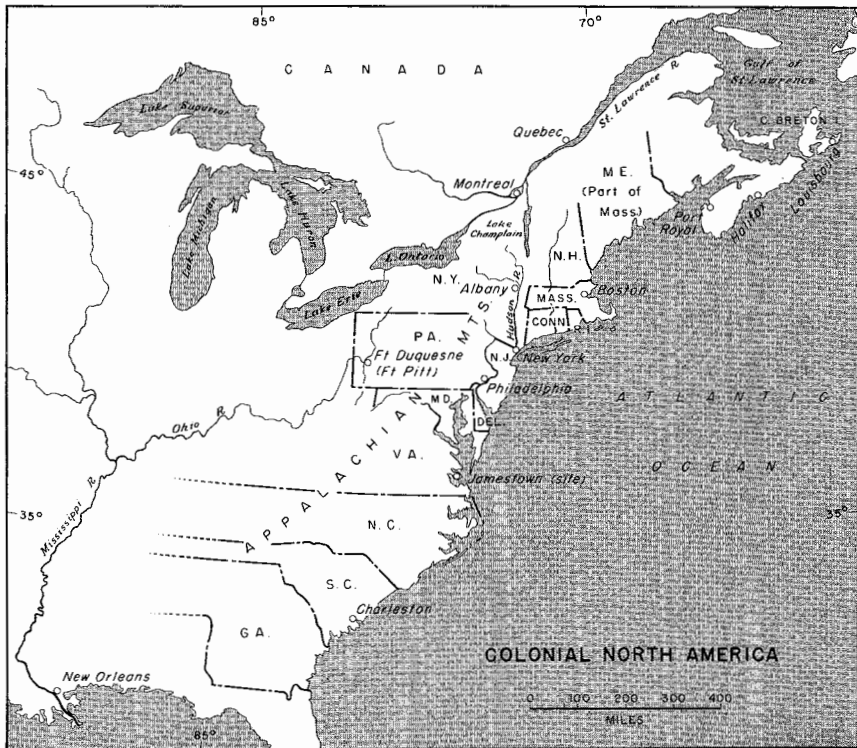 85°
70°
CANADA
Gulf of
St. Lawrence
Lake Superior
St. Lawrence R.
Quebec
C. BRETON I.
45°
Montreal
M E.
(Part of
Mass.)
Louisbourg
Lake Michigan
Lake Huron
Lake
Champlain
Port
Royal
Halifax
L. Ontario
N.H.
N.Y.
Albany
Hudson R.
MASS.
Boston
Lake Erie
CONN.
R.I.
PA.
Ft Duquesne
(Ft Pitt)
N.J.
New York
Philadelphia
MD.
DEL.
ATLANTIC
OCEAN
Ohio R.
APPALACHIAN MTS.
VA.
Jamestown (site)
Mississippi R.
35°
35°
N.C.
S.C.
Charleston
GA.
COLONIAL NORTH AMERICA
New Orleans
0 100 200 300 400
MILES
85°